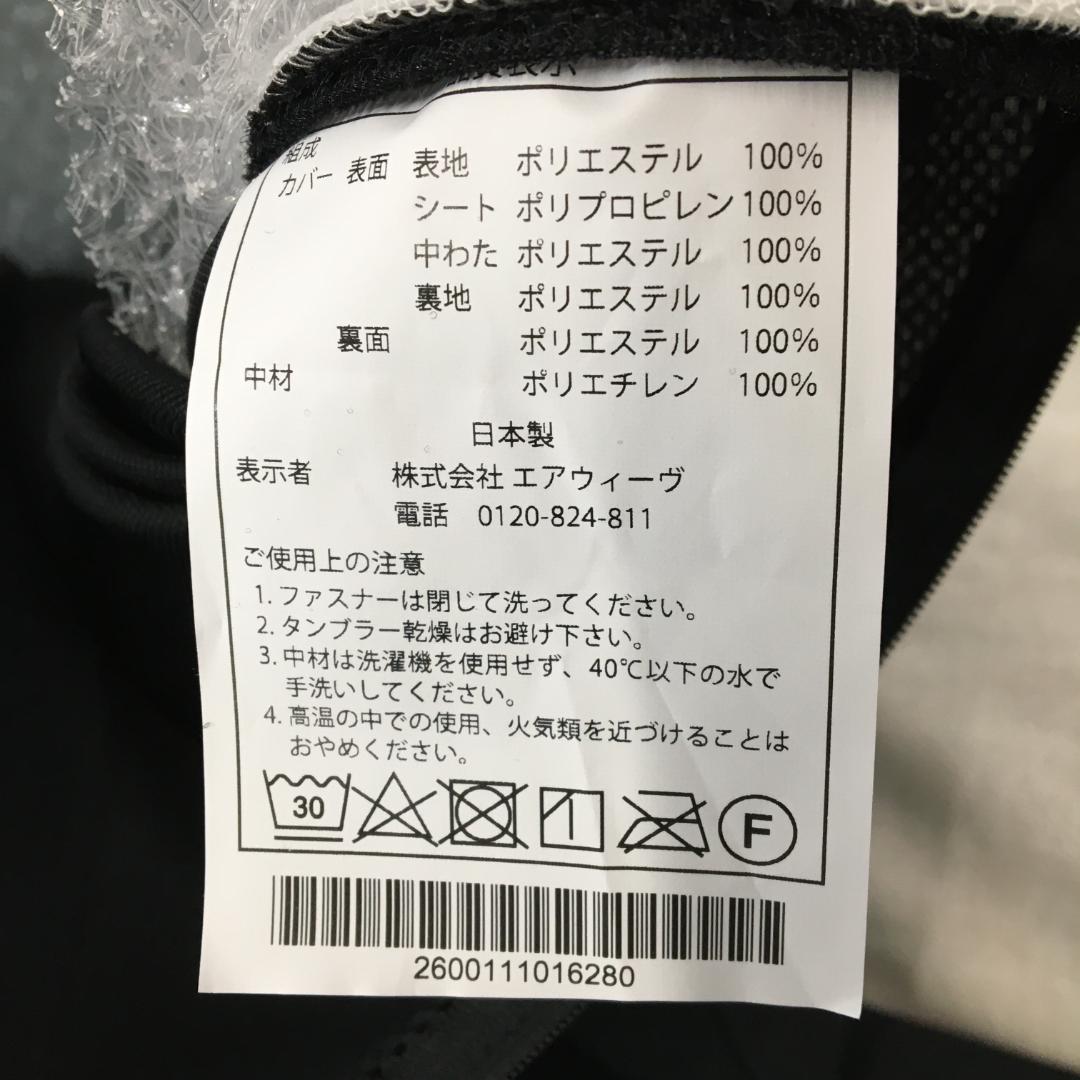 組成
カバー 表面 表地 ポリエステル 100%
シート ポリプロピレン 100%
中わた ポリエステル 100%
裏地 ポリエステル 100%
裏面 ポリエステル 100%
中材 ポリエチレン 100%
日本製
表示者 株式会社 エアウィーヴ
電話 0120-824-811
ご使用上の注意
1. ファスナーは閉じて洗ってください。
2. タンブラー乾燥はお避け下さい。
3. 中材は洗濯機を使用せず、40℃以下の水で
手洗いしてください。
4. 高温の中での使用、火気類を近づけることは
おやめください。
30 F
2600111016280